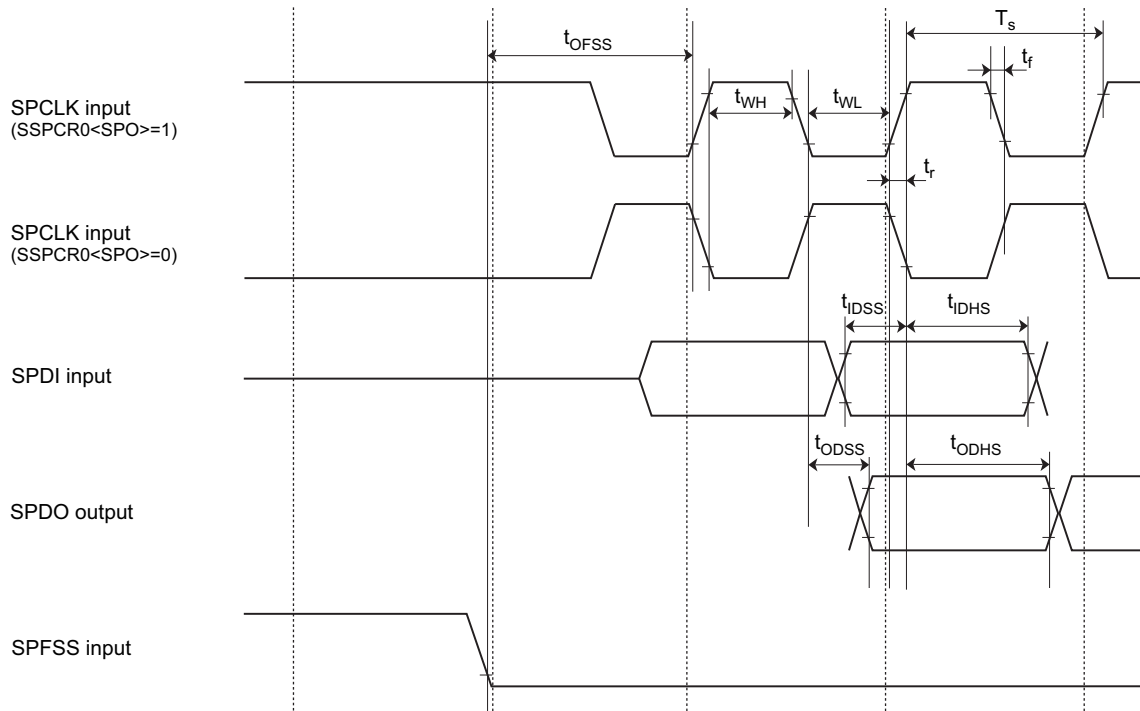 T_s
t_OFSS
t_f
SPCLK input
(SSPCR0<SPO>=1)
t_WH
t_WL
t_r
SPCLK input
(SSPCR0<SPO>=0)
t_IDSS
t_IDHS
SPDI input
t_ODSS
t_ODHS
SPDO output
SPFSS input